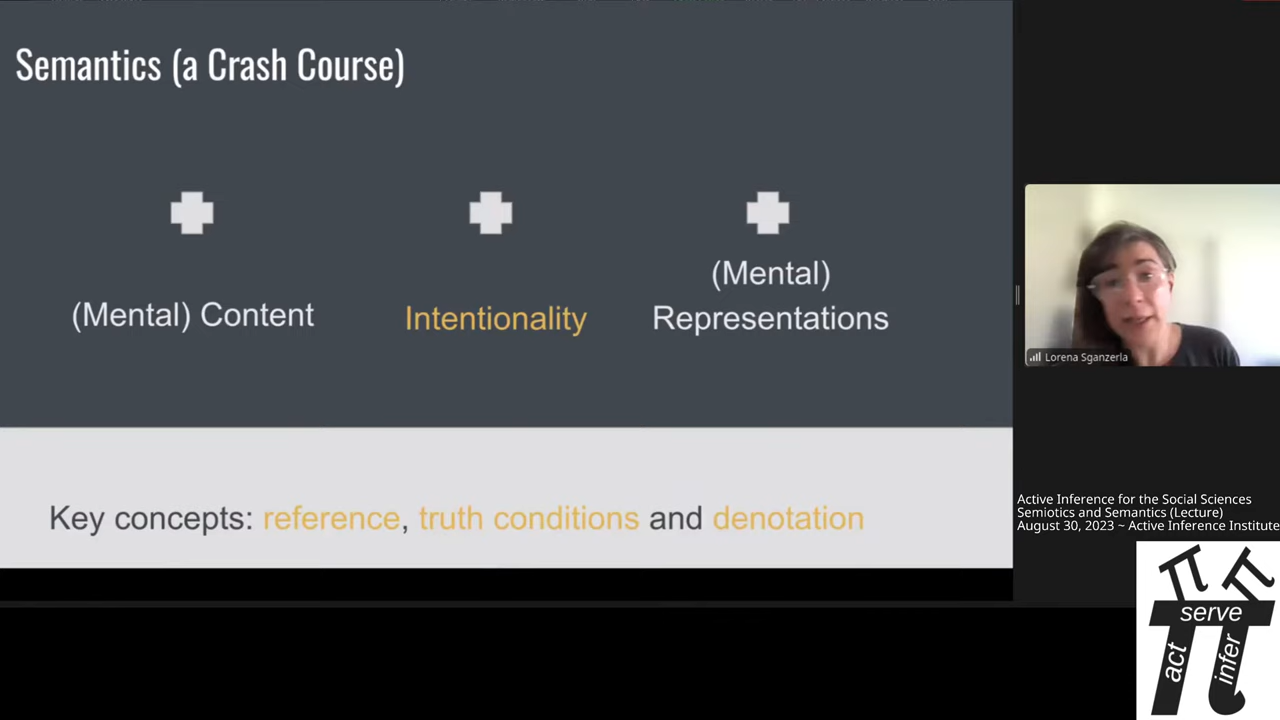 Semantics (a Crash Course)
(Mental) Content
Intentionality
(Mental)
Representations
Key concepts: reference, truth conditions and denotation
Lorena Sganzerla
Active Inference for the Social Sciences
Semiotics and Semantics (Lecture)
August 30, 2023 ~ Active Inference Institute
serve
act
infer